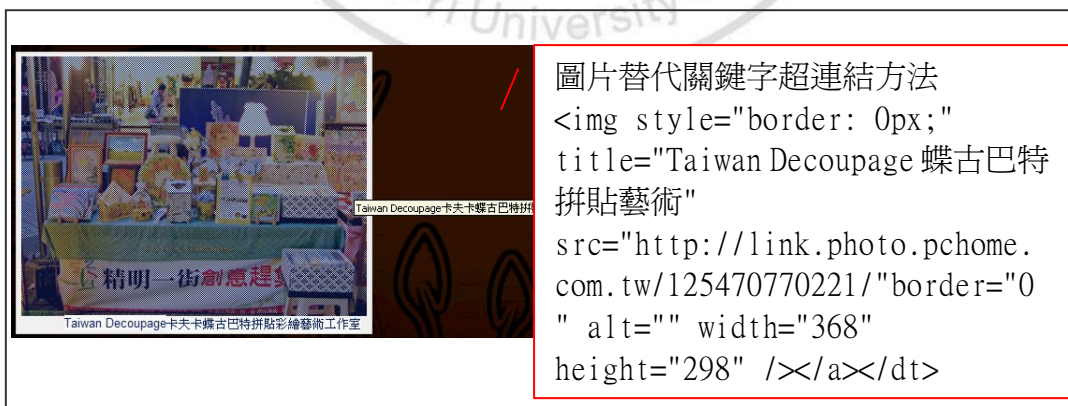 ri University
圖片替代關鍵字超連結方法
<img style="border: 0px;"
title="Taiwan Decoupage 蝶古巴特
拼貼藝術"
src="http://link.photo.pchome.
com.tw/125470770221/"border="0
" alt="" width="368"
height="298" /></a></dt>
Taiwan Decoupage卡夫卡蝶古巴特拼
精明一街創意趕集
Taiwan Decoupage卡夫卡蝶古巴特拼貼彩繪藝術工作室